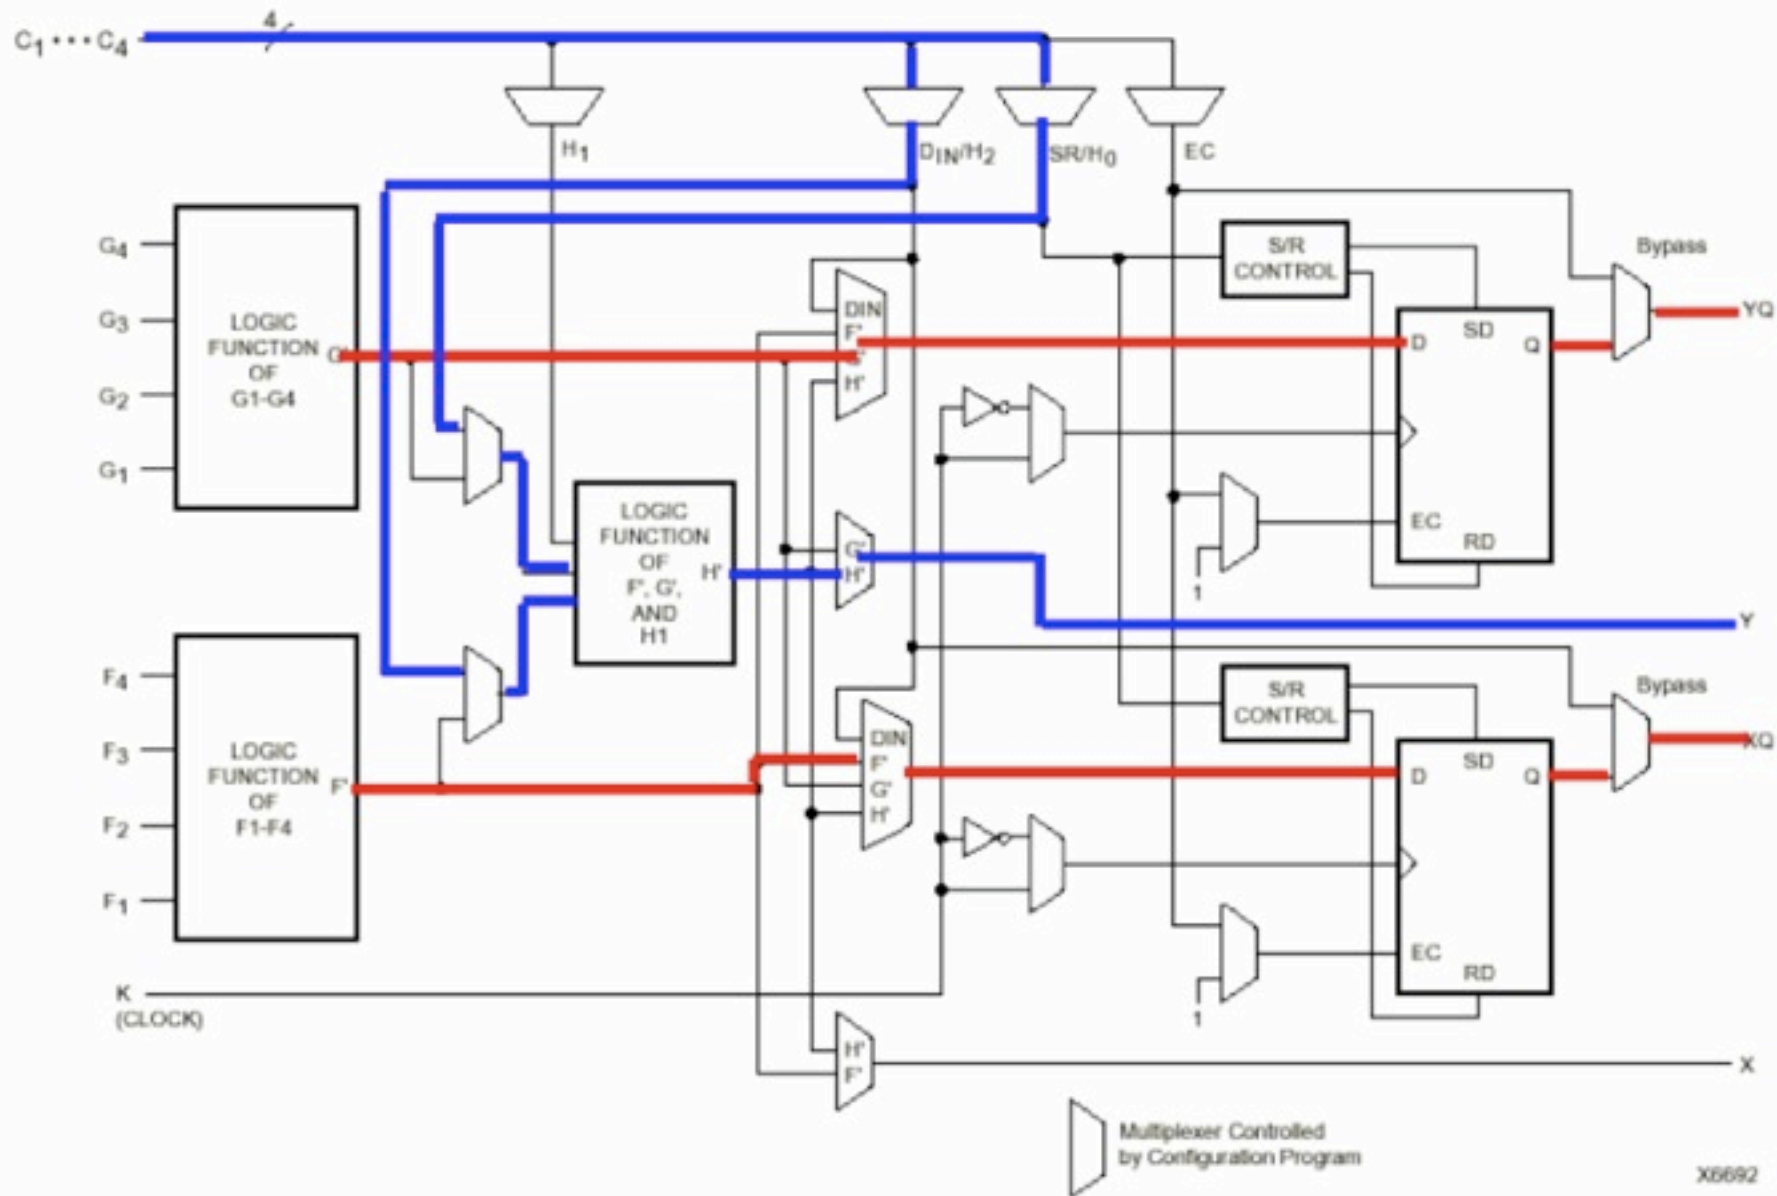 4
C1 • • • C4
H1
DIN/H2
SR/H0
EC
G4
G3
G2
G1
LOGIC
FUNCTION
OF
G1-G4
G'
DIN
F'
G'
H'
S/R
CONTROL
Bypass
YQ
D
SD
Q
EC
RD
1
LOGIC
FUNCTION
OF
F', G',
AND
H1
H'
G'
H'
Y
F4
F3
F2
F1
LOGIC
FUNCTION
OF
F1-F4
F'
DIN
F'
G'
H'
S/R
CONTROL
Bypass
XQ
D
SD
Q
EC
RD
1
K
(CLOCK)
H'
F'
X
Multiplexer Controlled
by Configuration Program
X6692